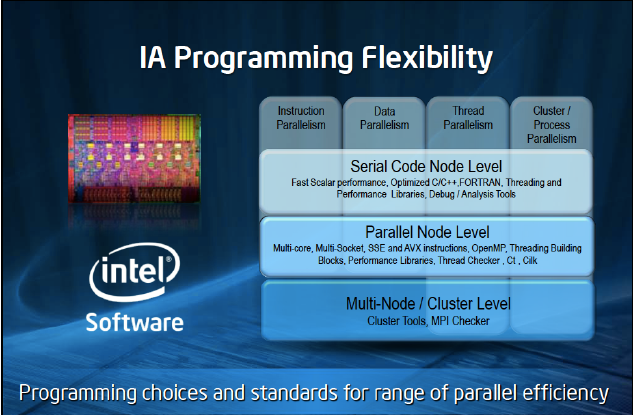 IA Programming Flexibility
Instruction
Parallelism
Data
Parallelism
Thread
Parallelism
Cluster /
Process
Parallelism
Serial Code Node Level
Fast Scalar performance, Optimized C/C++,FORTRAN, Threading and
Performance Libraries, Debug / Analysis Tools
Parallel Node Level
Multi-core, Multi-Socket, SSE and AVX instructions, OpenMP, Threading Building
Blocks, Performance Libraries, Thread Checker , Ct , Cilk
Multi-Node / Cluster Level
Cluster Tools, MPI Checker
intel®
Software
Programming choices and standards for range of parallel efficiency